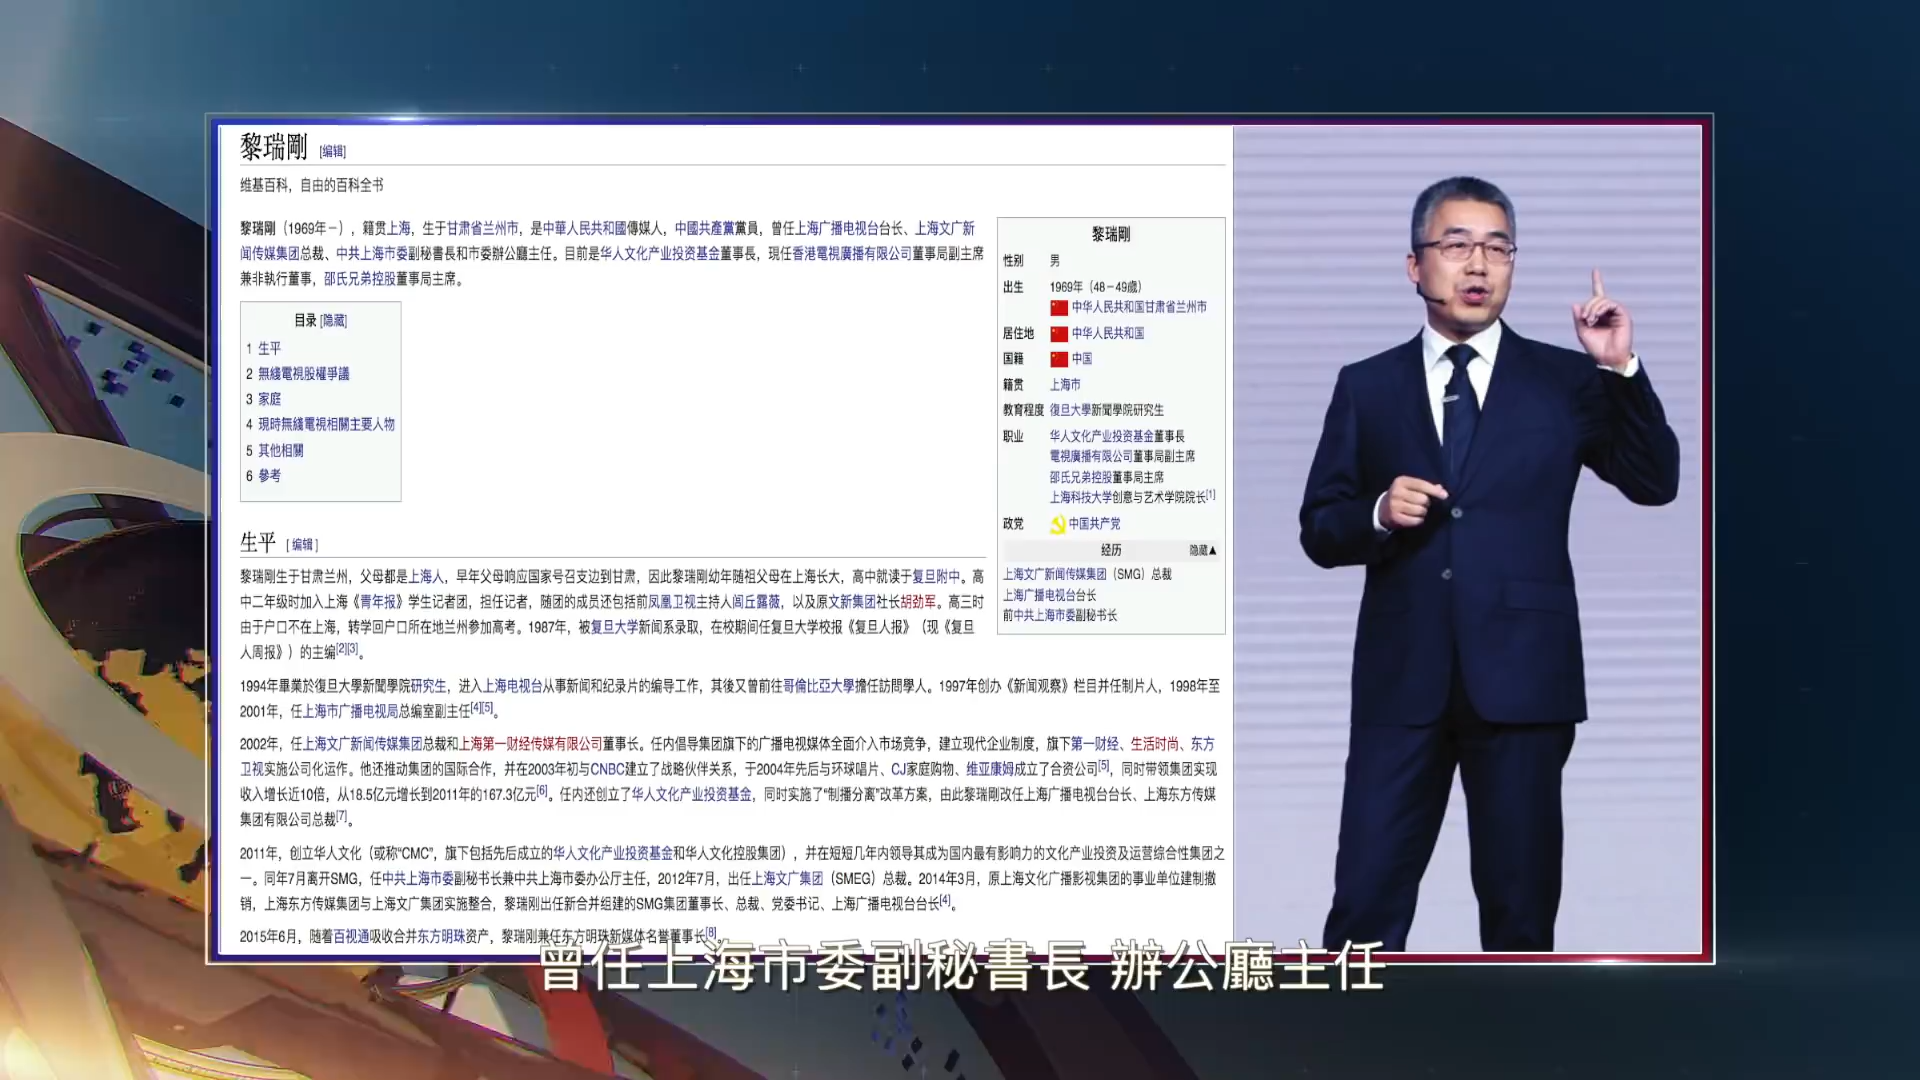 黎瑞剛 [编辑]
维基百科，自由的百科全书
黎瑞剛（1969年－），籍贯上海，生于甘肃省兰州市，是中華人民共和國傳媒人，中國共產黨黨員，曾任上海广播电视台台长、上海文广新
闻传媒集团总裁、中共上海市委副秘書長和市委辦公廳主任。目前是华人文化产业投资基金董事長，現任香港電視廣播有限公司董事局副主席
兼非執行董事，邵氏兄弟控股董事局主席。
目录 [隐藏]
1 生平
2 無綫電視股權爭議
3 家庭
4 現時無綫電視相關主要人物
5 其他相關
6 參考
黎瑞剛
性别 男
出生 1969年（48－49歲）
中华人民共和国甘肃省兰州市
居住地 中华人民共和国
国籍 中国
籍贯 上海市
教育程度 復旦大學新聞學院研究生
职业 华人文化产业投资基金董事長
電視廣播有限公司董事局副主席
邵氏兄弟控股董事局主席
上海科技大学创意与艺术学院院长[1]
政党 中国共产党
经历 隐藏▲
上海文广新闻传媒集团（SMG）总裁
上海广播电视台台长
前中共上海市委副秘书长
生平 [编辑]
黎瑞刚生于甘肃兰州，父母都是上海人，早年父母响应国家号召支边到甘肃，因此黎瑞刚幼年随祖父母在上海长大，高中就读于复旦附中。高
中二年级时加入上海《青年报》学生记者团，担任记者，随团的成员还包括前凤凰卫视主持人闾丘露薇，以及原文新集团社长胡劲军。高三时
由于户口不在上海，转学回户口所在地兰州参加高考。1987年，被复旦大学新闻系录取，在校期间任复旦大学校报《复旦人报》（现《复旦
人周报》）的主编[2][3]。
1994年畢業於復旦大學新聞學院研究生，进入上海电视台从事新闻和纪录片的编导工作，其後又曾前往哥倫比亞大學擔任訪問學人。1997年创办《新闻观察》栏目并任制片人，1998年至
2001年，任上海市广播电视局总编室副主任[4][5]。
2002年，任上海文广新闻传媒集团总裁和上海第一财经传媒有限公司董事长。任内倡导集团旗下的广播电视媒体全面介入市场竞争，建立现代企业制度，旗下第一财经、生活时尚、东方
卫视实施公司化运作。他还推动集团的国际合作，并在2003年初与CNBC建立了战略伙伴关系，于2004年先后与环球唱片、CJ家庭购物、维亚康姆成立了合资公司[5]，同时带领集团实现
收入增长近10倍，从18.5亿元增长到2011年的167.3亿元[6]。任内还创立了华人文化产业投资基金，同时实施了“制播分离”改革方案，由此黎瑞刚改任上海广播电视台台长、上海东方传媒
集团有限公司总裁[7]。
2011年，创立华人文化（或称“CMC”，旗下包括先后成立的华人文化产业投资基金和华人文化控股集团），并在短短几年内领导其成为国内最有影响力的文化产业投资及运营综合性集团之
一。同年7月离开SMG，任中共上海市委副秘书长兼中共上海市委办公厅主任，2012年7月，出任上海文广集团（SMEG）总裁。2014年3月，原上海文化广播影视集团的事业单位建制撤
销，上海东方传媒集团与上海文广集团实施整合，黎瑞刚出任新合并组建的SMG集团董事长、总裁、党委书记、上海广播电视台台长[4]。
2015年6月，随着百视通吸收合并东方明珠资产，黎瑞刚兼任东方明珠新媒体名誉董事长[8]。
曾任上海市委副秘書長 辦公廳主任